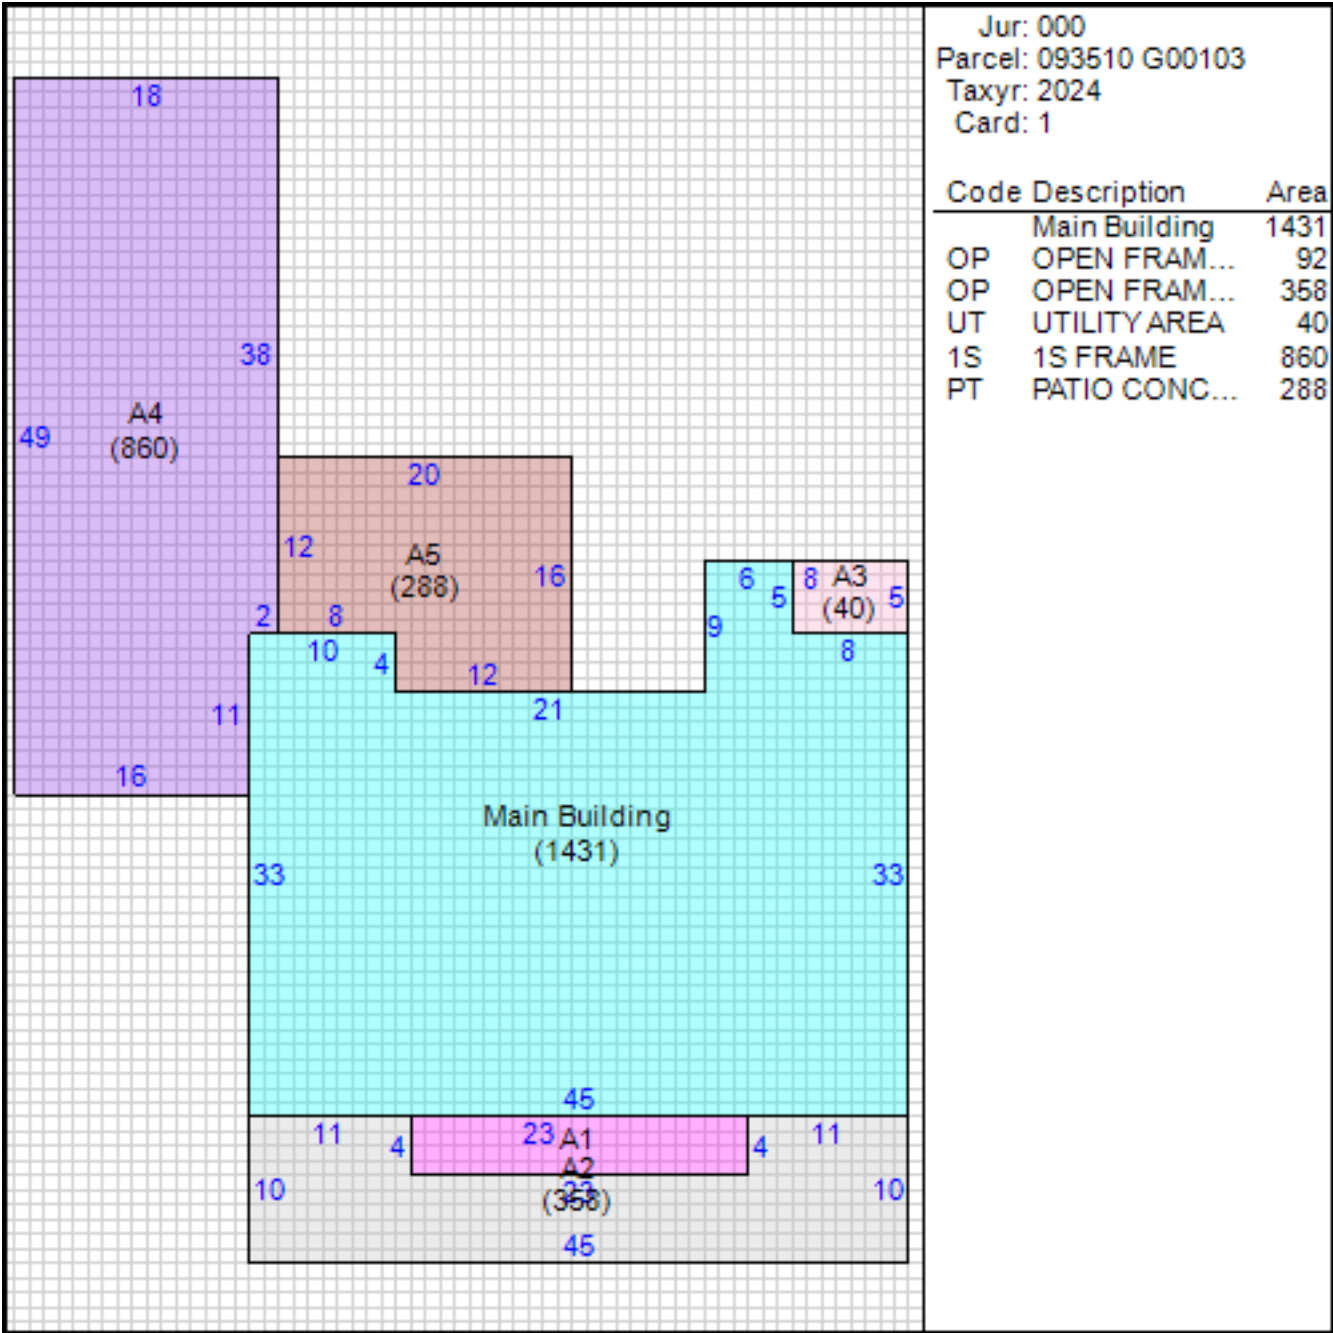 Jur: 000
Parcel: 093510 G00103
Taxyr: 2024
Card: 1
Code Description Area
Main Building 1431
OP OPEN FRAM... 92
OP OPEN FRAM... 358
UT UTILITY AREA 40
1S 1S FRAME 860
PT PATIO CONC... 288
18
38
A4
49
(860)
20
12
A5
16
(288)
6
8
A3
5
5
(40)
2
8
9
10
4
12
8
11
21
16
Main Building
(1431)
33
33
45
11
4
23
A1
4
11
A2
10
(358)
10
45